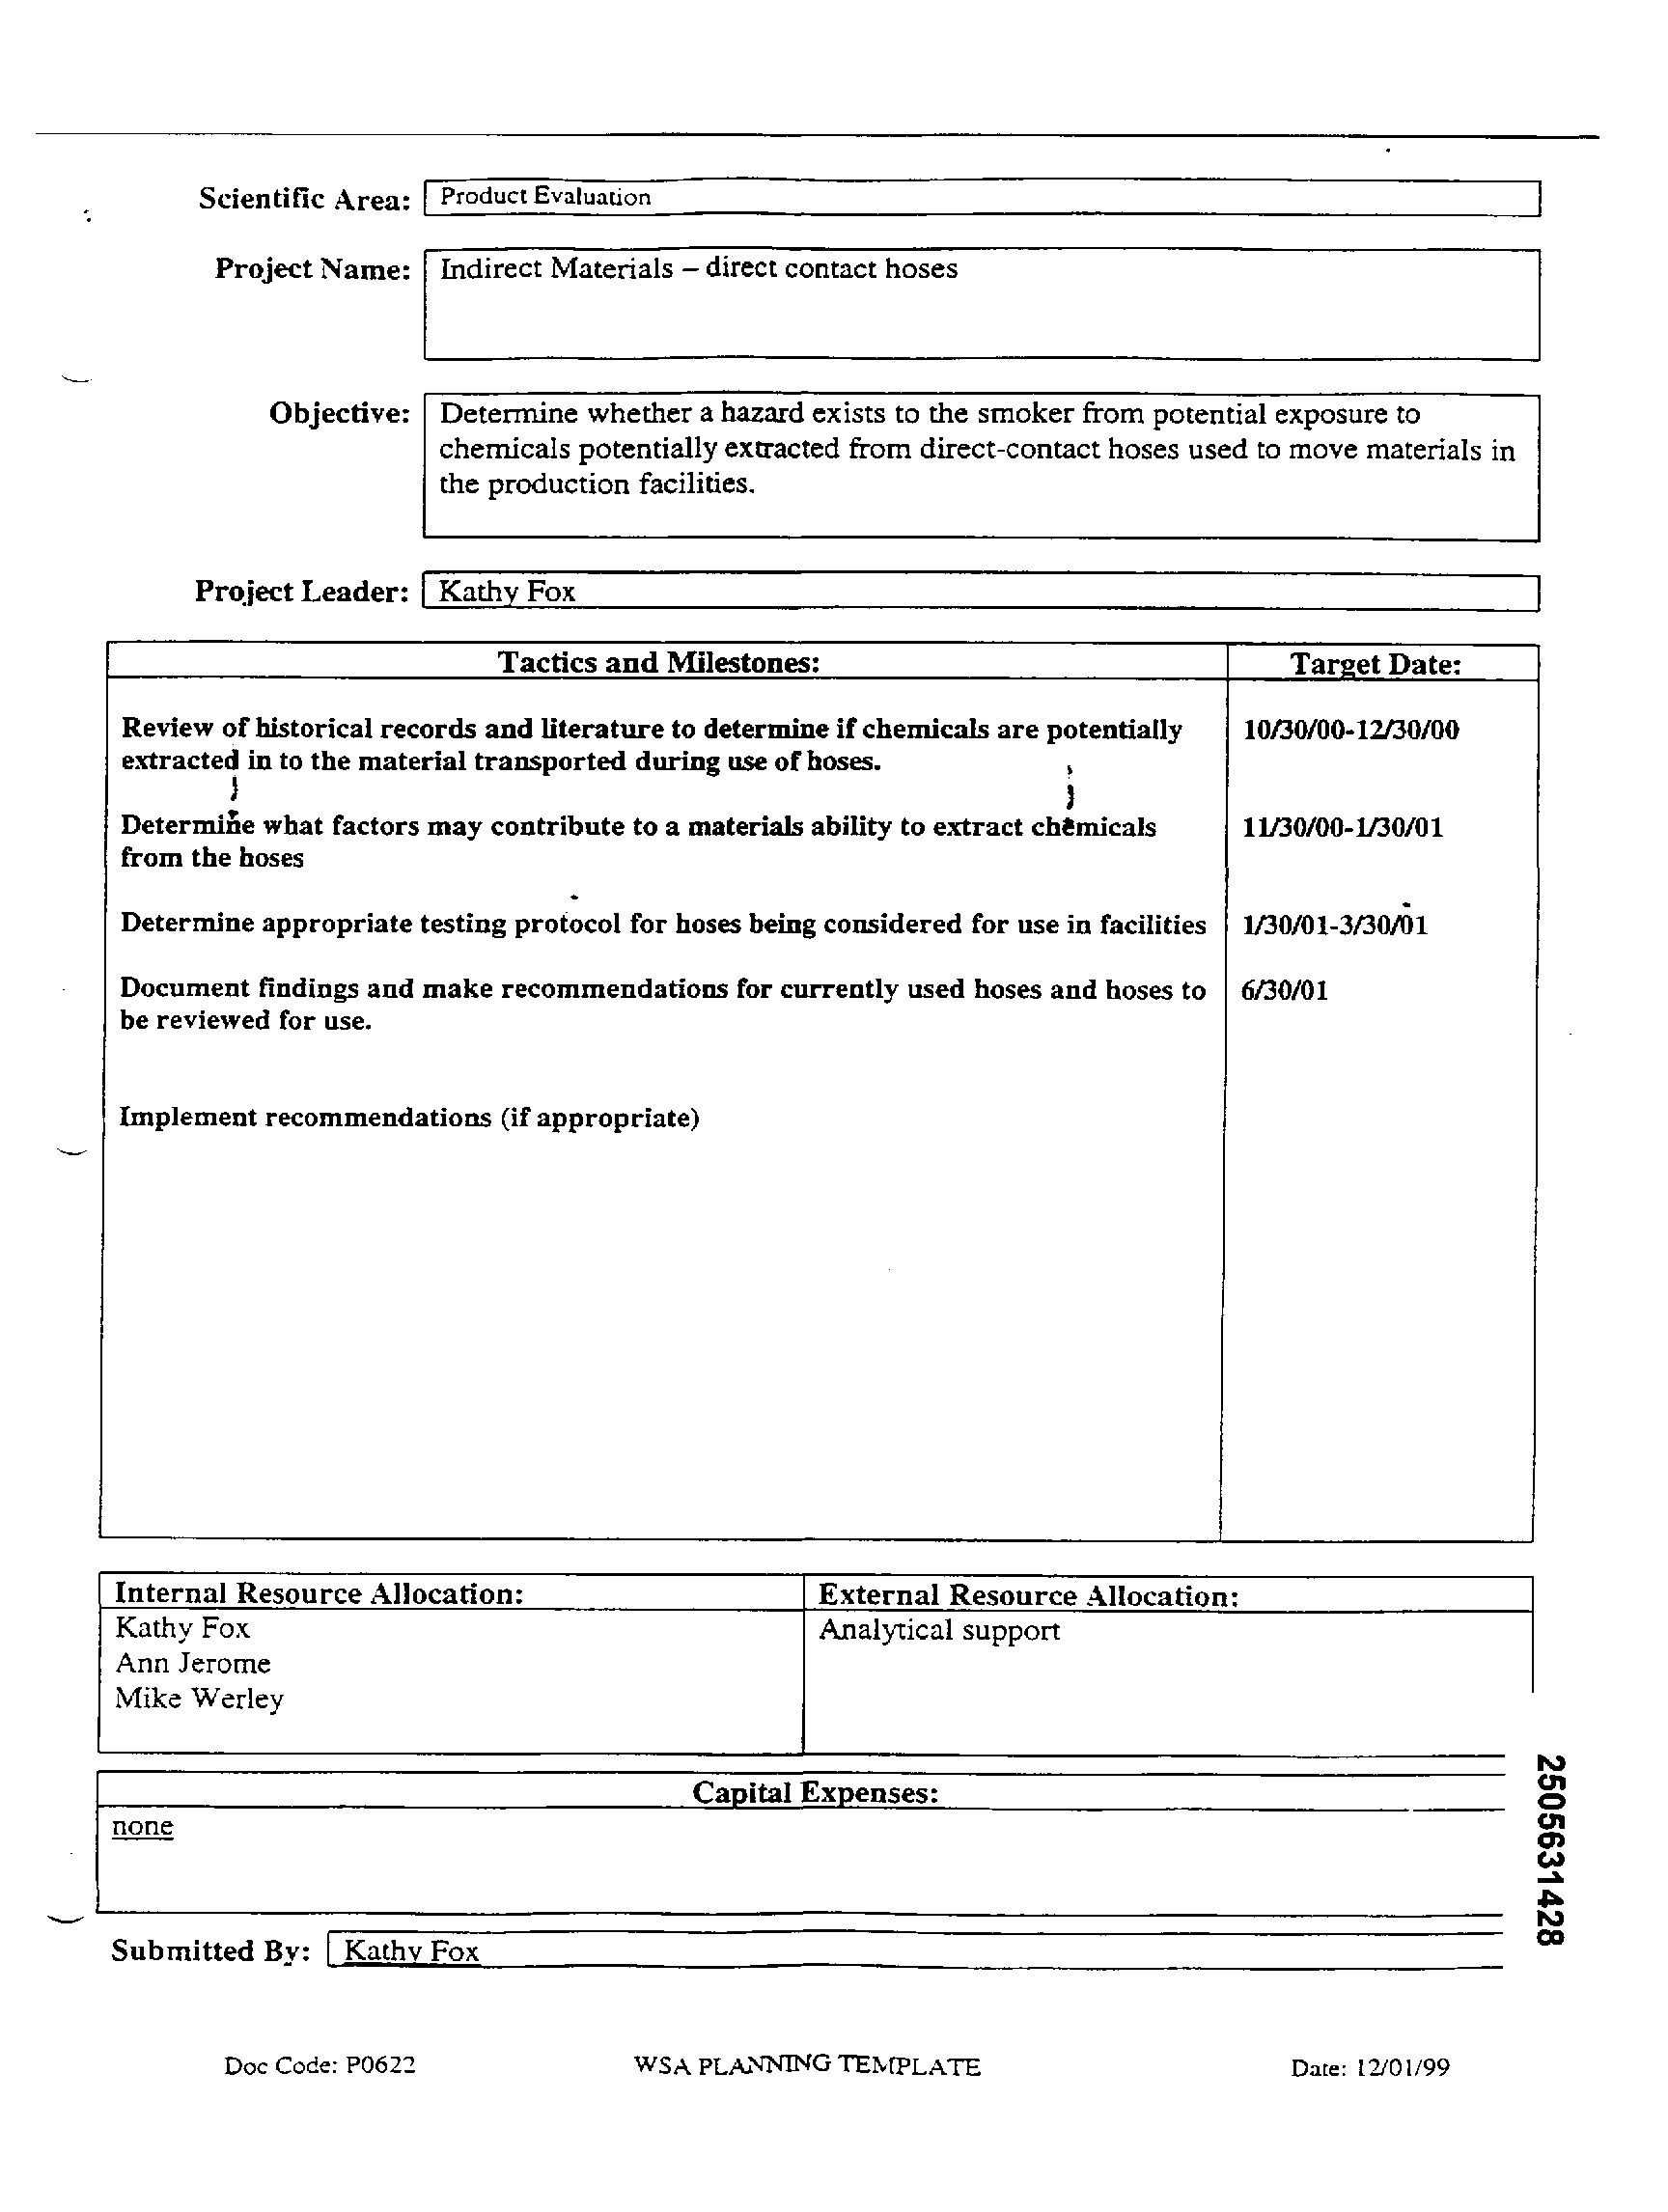 Scientific Area: Product Evaluation
Project Name: Indirect Materials – direct contact hoses
Objective: Determine whether a hazard exists to the smoker from potential exposure to
chemicals potentially extracted from direct-contact hoses used to move materials in
the production facilities.
Project Leader: Kathy Fox
Tactics and Milestones: Target Date:
Review of historical records and literature to determine if chemicals are potentially 10/30/00-12/30/00
extracted in to the material transported during use of hoses.
Determine what factors may contribute to a materials ability to extract chemicals 11/30/00-1/30/01
from the hoses
Determine appropriate testing protocol for hoses being considered for use in facilities 1/30/01-3/30/01
Document findings and make recommendations for currently used hoses and hoses to 6/30/01
be reviewed for use.
Implement recommendations (if appropriate)
Internal Resource Allocation: External Resource Allocation:
Kathy Fox Analytical support
Ann Jerome
Mike Werley
Capital Expenses:
none
Submitted By: Kathy Fox
2505631428
Doc Code: P0622 WSA PLANNING TEMPLATE Date: 12/01/99